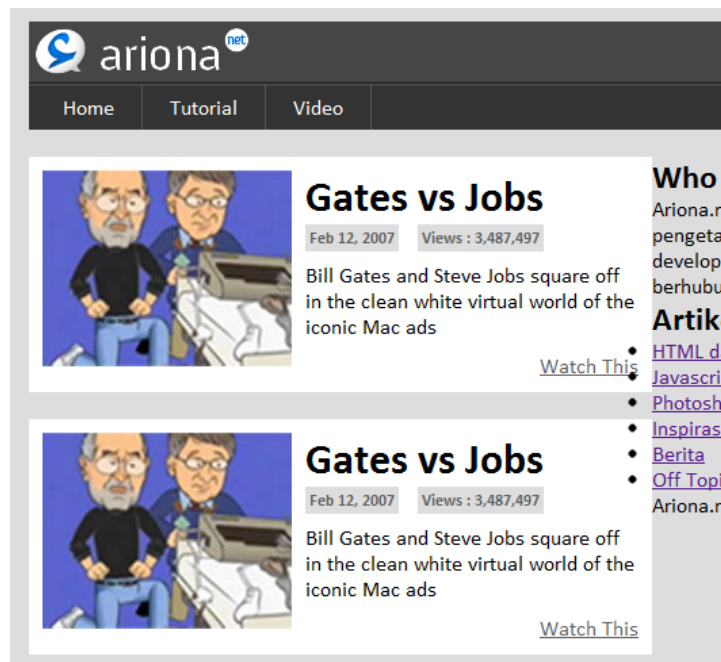 ariona net
Home Tutorial Video
Gates vs Jobs
Feb 12, 2007 Views : 3,487,497
Bill Gates and Steve Jobs square off
in the clean white virtual world of the
iconic Mac ads
Watch This
Gates vs Jobs
Feb 12, 2007 Views : 3,487,497
Bill Gates and Steve Jobs square off
in the clean white virtual world of the
iconic Mac ads
Watch This
Who
Ariona.n
pengeta
develop
berhubu
Artik
HTML d
Javascri
Photosh
Inspiras
Berita
Off Topi
Ariona.n